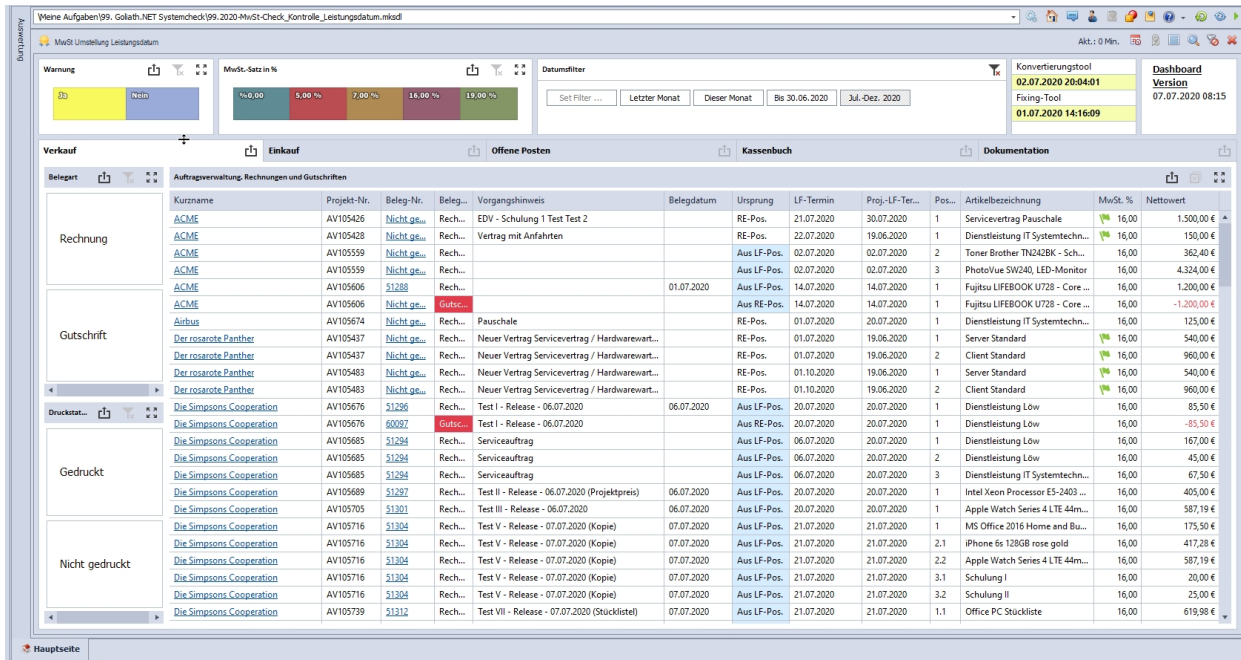 \Meine Aufgaben\99. Goliath.NET Systemcheck\99.2020-MwSt-Check_Kontrolle_Leistungsdatum.mksdl
Auswertung
MwSt Umstellung Leistungsdatum
Akt.: 0 Min.
Warnung
MwSt.-Satz in %
Datumsfilter
Konvertierungstool
02.07.2020 20:04:01
Fixing-Tool
01.07.2020 14:16:09
Dashboard
Version
07.07.2020 08:15
Ja
Nein
%0,00
5,00 %
7,00 %
16,00 %
19,00 %
Set Filter ...
Letzter Monat
Dieser Monat
Bis 30.06.2020
Jul.-Dez. 2020
Verkauf
Einkauf
Offene Posten
Kassenbuch
Dokumentation
Belegart
Rechnung
Gutschrift
Druckstat...
Gedruckt
Nicht gedruckt
Auftragsverwaltung. Rechnungen und Gutschriften
Kurzname Projekt-Nr. Beleg-Nr. Beleg... Vorgangshinweis Belegdatum Ursprung LF-Termin Proj.-LF-Ter... Pos... Artikelbezeichnung MwSt. % Nettowert
ACME AV105426 Nicht ge... Rech... EDV - Schulung 1 Test Test 2 RE-Pos. 21.07.2020 30.07.2020 1 Servicevertrag Pauschale 16,00 1.500,00 €
ACME AV105428 Nicht ge... Rech... Vertrag mit Anfahrten RE-Pos. 22.07.2020 19.06.2020 1 Dienstleistung IT Systemtechn... 16,00 150,00 €
ACME AV105559 Nicht ge... Rech... Aus LF-Pos. 02.07.2020 02.07.2020 2 Toner Brother TN242BK - Sch... 16,00 362,40 €
ACME AV105559 Nicht ge... Rech... Aus LF-Pos. 02.07.2020 02.07.2020 3 PhotoVue SW240, LED-Monitor 16,00 4.324,00 €
ACME AV105606 51288 Rech... 01.07.2020 Aus LF-Pos. 14.07.2020 14.07.2020 1 Fujitsu LIFEBOOK U728 - Core ... 16,00 1.200,00 €
ACME AV105606 Nicht ge... Gutsc... Aus RE-Pos. 14.07.2020 14.07.2020 1 Fujitsu LIFEBOOK U728 - Core ... 16,00 -1.200,00 €
Airbus AV105674 Nicht ge... Rech... Pauschale RE-Pos. 01.07.2020 20.07.2020 1 Dienstleistung IT Systemtechn... 16,00 125,00 €
Der rosarote Panther AV105437 Nicht ge... Rech... Neuer Vertrag Servicevertrag / Hardwarewart... RE-Pos. 01.07.2020 19.06.2020 1 Server Standard 16,00 540,00 €
Der rosarote Panther AV105437 Nicht ge... Rech... Neuer Vertrag Servicevertrag / Hardwarewart... RE-Pos. 01.07.2020 19.06.2020 2 Client Standard 16,00 960,00 €
Der rosarote Panther AV105483 Nicht ge... Rech... Neuer Vertrag Servicevertrag / Hardwarewart... RE-Pos. 01.10.2020 19.06.2020 1 Server Standard 16,00 540,00 €
Der rosarote Panther AV105483 Nicht ge... Rech... Neuer Vertrag Servicevertrag / Hardwarewart... RE-Pos. 01.10.2020 19.06.2020 2 Client Standard 16,00 960,00 €
Die Simpsons Cooperation AV105676 51296 Rech... Test I - Release - 06.07.2020 06.07.2020 Aus LF-Pos. 20.07.2020 20.07.2020 1 Dienstleistung Löw 16,00 85,50 €
Die Simpsons Cooperation AV105676 60097 Gutsc... Test I - Release - 06.07.2020 Aus RE-Pos. 20.07.2020 20.07.2020 1 Dienstleistung Löw 16,00 -85,50 €
Die Simpsons Cooperation AV105685 51294 Rech... Serviceauftrag Aus LF-Pos. 06.07.2020 20.07.2020 1 Dienstleistung Löw 16,00 167,00 €
Die Simpsons Cooperation AV105685 51294 Rech... Serviceauftrag Aus LF-Pos. 06.07.2020 20.07.2020 2 Dienstleistung Löw 16,00 45,00 €
Die Simpsons Cooperation AV105685 51294 Rech... Serviceauftrag Aus LF-Pos. 06.07.2020 20.07.2020 3 Dienstleistung IT Systemtechn... 16,00 67,50 €
Die Simpsons Cooperation AV105689 51297 Rech... Test II - Release - 06.07.2020 (Projektpreis) 06.07.2020 Aus LF-Pos. 20.07.2020 20.07.2020 1 Intel Xeon Processor E5-2403 ... 16,00 405,00 €
Die Simpsons Cooperation AV105705 51301 Rech... Test III - Release - 06.07.2020 06.07.2020 Aus LF-Pos. 20.07.2020 20.07.2020 1 Apple Watch Series 4 LTE 44m... 16,00 587,19 €
Die Simpsons Cooperation AV105716 51304 Rech... Test V - Release - 07.07.2020 (Kopie) 07.07.2020 Aus LF-Pos. 21.07.2020 21.07.2020 1 MS Office 2016 Home and Bu... 16,00 175,50 €
Die Simpsons Cooperation AV105716 51304 Rech... Test V - Release - 07.07.2020 (Kopie) 07.07.2020 Aus LF-Pos. 21.07.2020 21.07.2020 2.1 iPhone 6s 128GB rose gold 16,00 417,28 €
Die Simpsons Cooperation AV105716 51304 Rech... Test V - Release - 07.07.2020 (Kopie) 07.07.2020 Aus LF-Pos. 21.07.2020 21.07.2020 2.2 Apple Watch Series 4 LTE 44m... 16,00 587,19 €
Die Simpsons Cooperation AV105716 51304 Rech... Test V - Release - 07.07.2020 (Kopie) 07.07.2020 Aus LF-Pos. 21.07.2020 21.07.2020 3.1 Schulung I 16,00 20,00 €
Die Simpsons Cooperation AV105716 51304 Rech... Test V - Release - 07.07.2020 (Kopie) 07.07.2020 Aus LF-Pos. 21.07.2020 21.07.2020 3.2 Schulung II 16,00 25,00 €
Die Simpsons Cooperation AV105739 51312 Rech... Test VII - Release - 07.07.2020 (Stücklistel) 07.07.2020 Aus LF-Pos. 21.07.2020 21.07.2020 1.1 Office PC Stückliste 16,00 619,98 €
Hauptseite